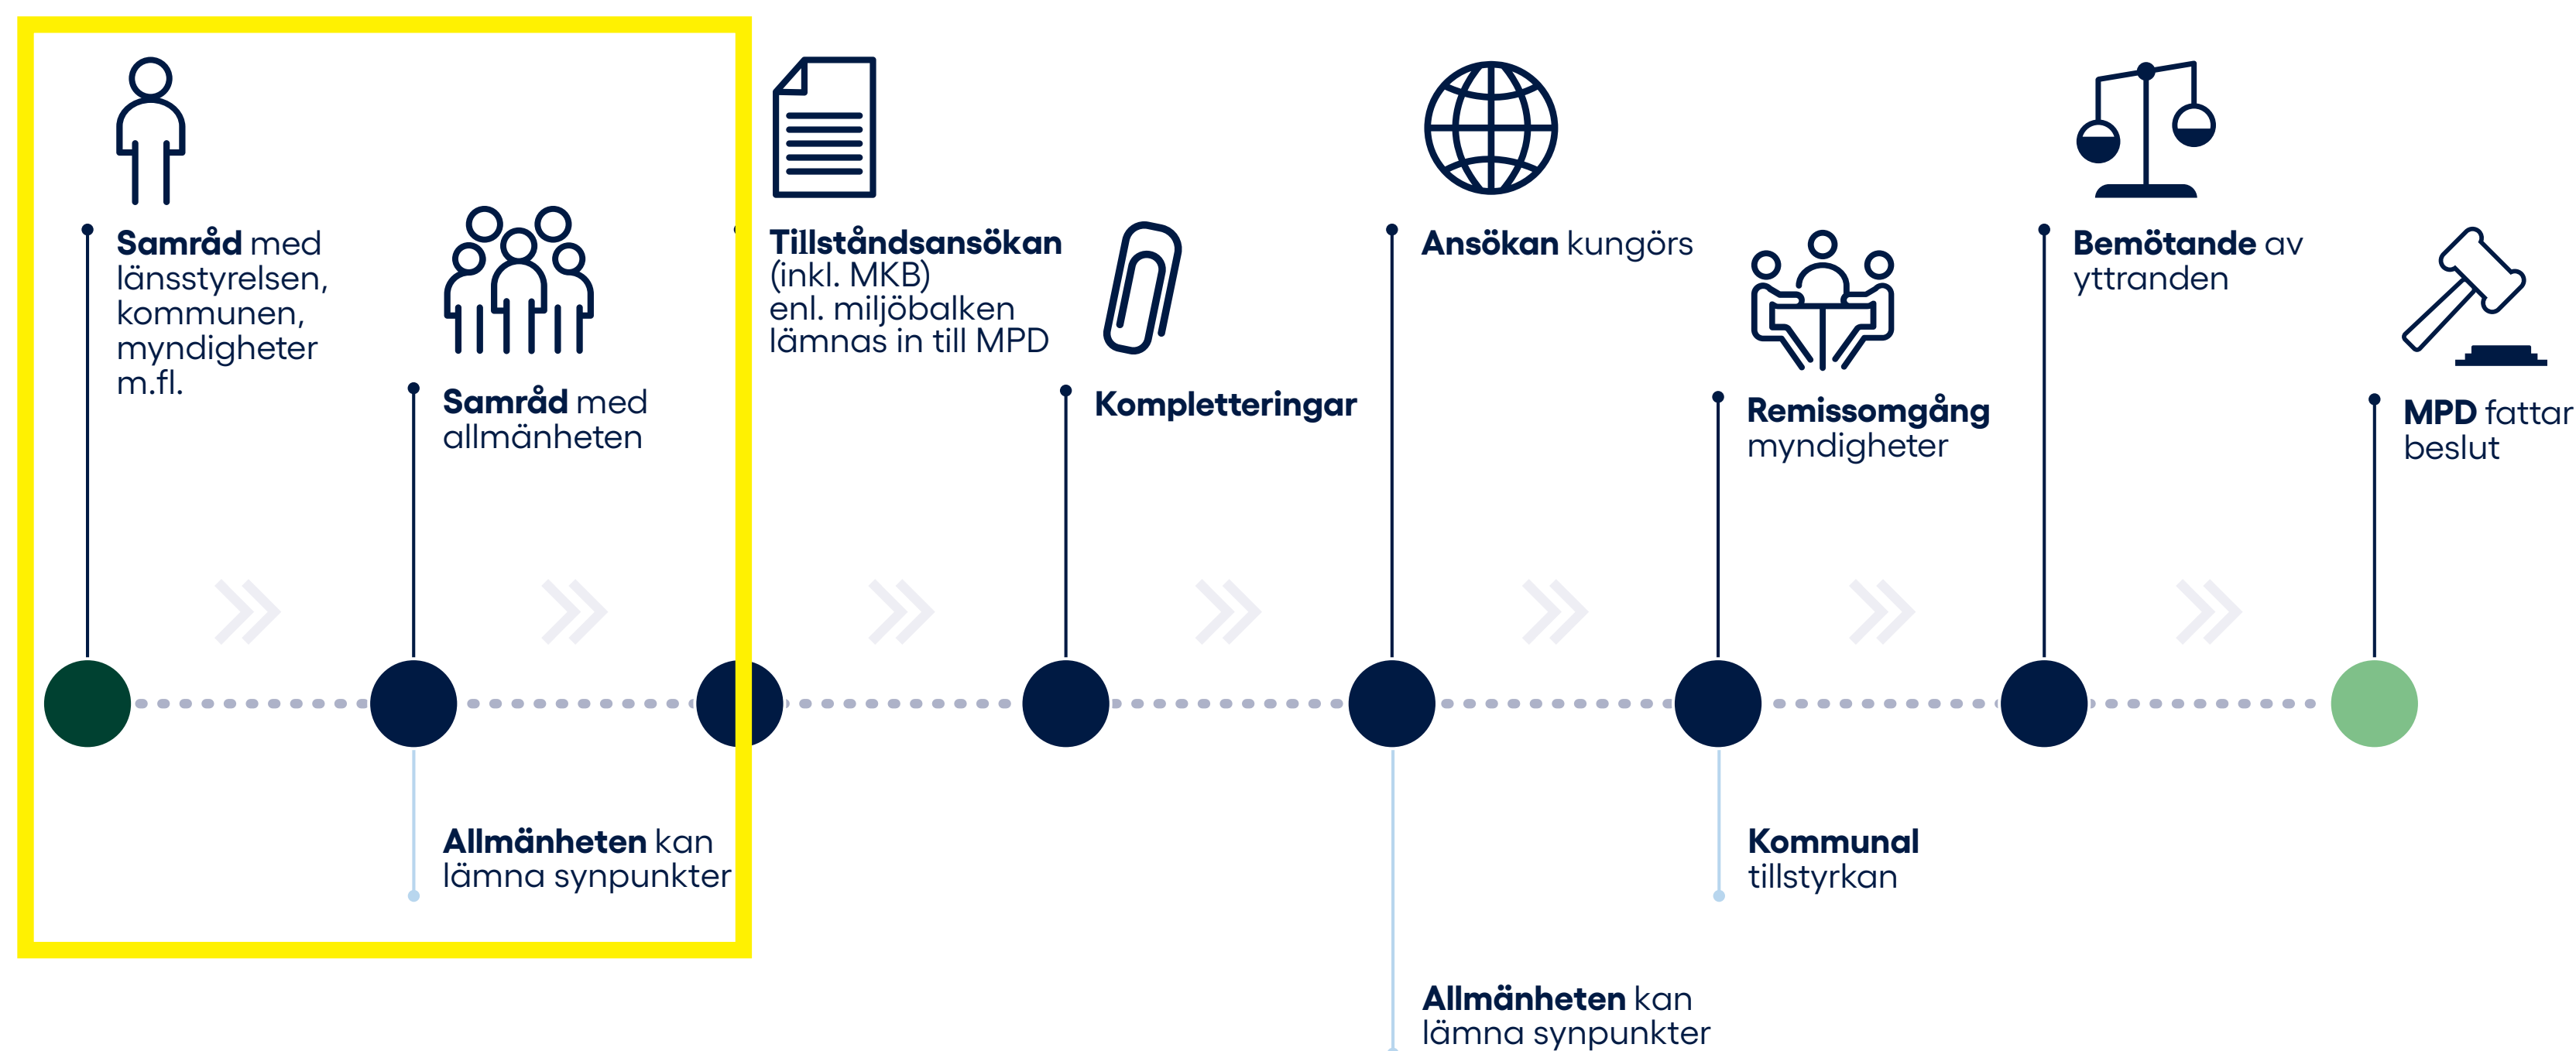 Samråd med
länsstyrelsen,
kommunen,
myndigheter
m.fl.
Samråd med
allmänheten
Allmänheten kan
lämna synpunkter
Tillståndsansökan
(inkl. MKB)
enl. miljöbalken
lämnas in till MPD
Kompletteringar
Ansökan kungörs
Allmänheten kan
lämna synpunkter
Remissomgång
myndigheter
Kommunal
tillstyrkan
Bemötande av
yttranden
MPD fattar
beslut